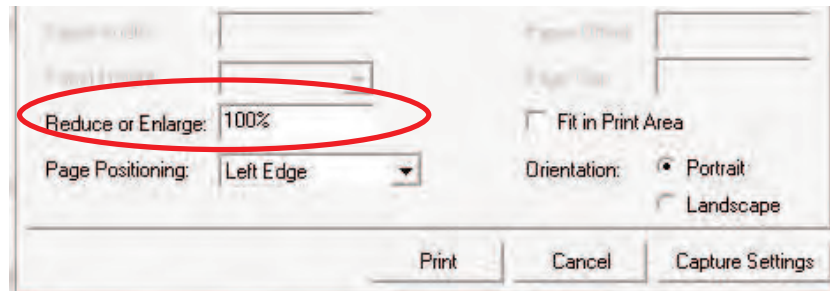 Reduce or Enlarge: 100%
Fit in Print Area
Page Positioning: Left Edge
Orientation: Portrait
Landscape
Print Cancel Capture Settings